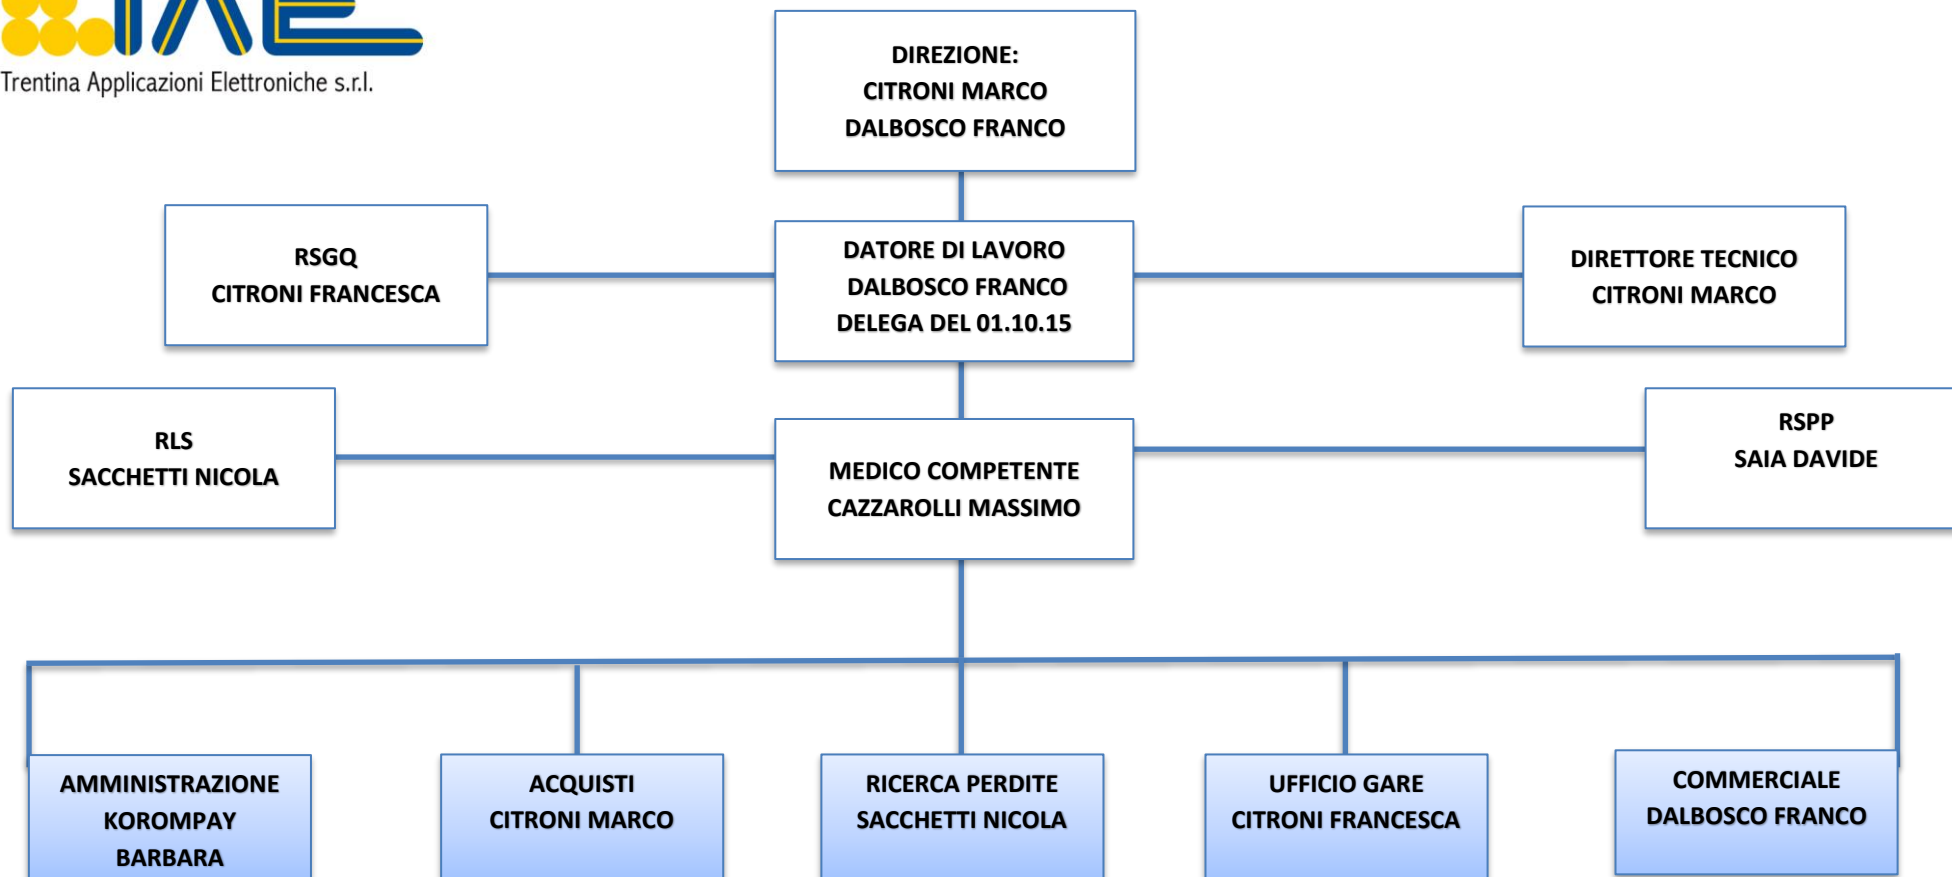 TAE
Trentina Applicazioni Elettroniche s.r.l.
DIREZIONE:
CITRONI MARCO
DALBOSCO FRANCO
RSGQ
CITRONI FRANCESCA
DATORE DI LAVORO
DALBOSCO FRANCO
DELEGA DEL 01.10.15
DIRETTORE TECNICO
CITRONI MARCO
RLS
SACCHETTI NICOLA
MEDICO COMPETENTE
CAZZAROLLI MASSIMO
RSPP
SAIA DAVIDE
AMMINISTRAZIONE
KOROMPAY
BARBARA
ACQUISTI
CITRONI MARCO
RICERCA PERDITE
SACCHETTI NICOLA
UFFICIO GARE
CITRONI FRANCESCA
COMMERCIALE
DALBOSCO FRANCO